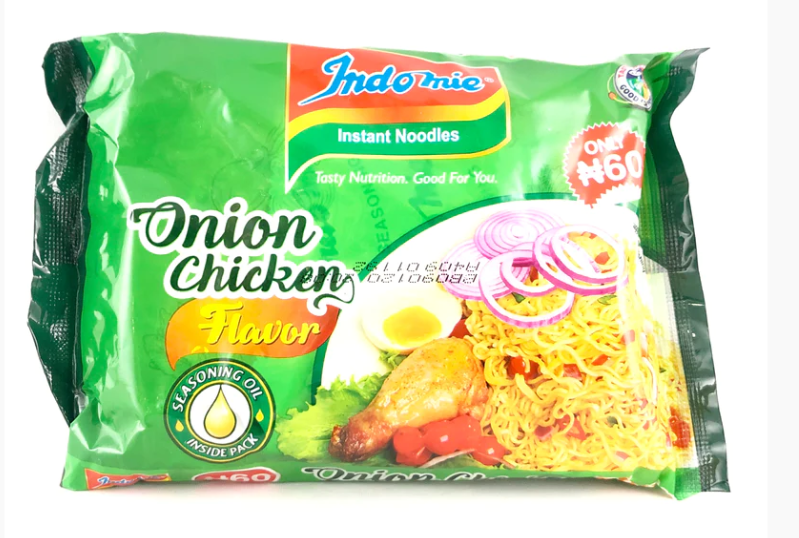 Indomie
Instant Noodles
Tasty Nutrition. Good For You.
ONLY
₦60
Onion
Chicken
Flavor
SEASONING OIL
INSIDE PACK
Indomie
₦60
Onion